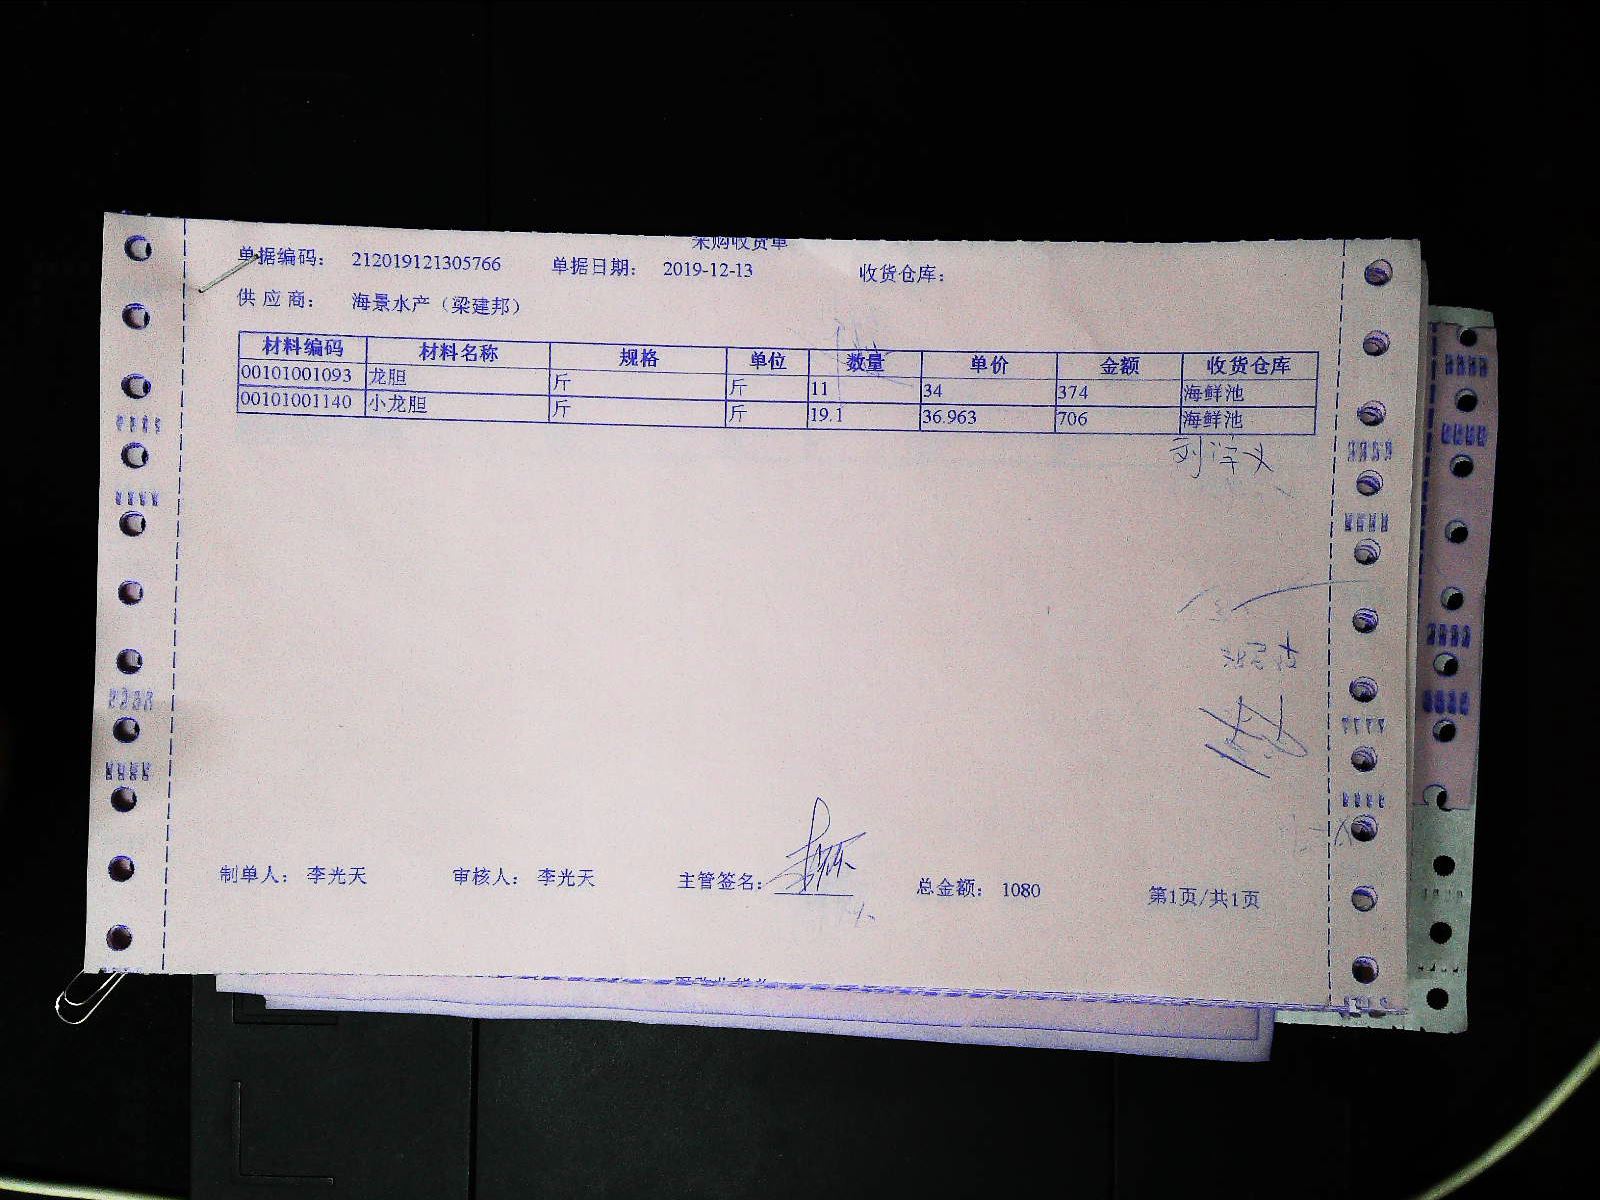 采购收货单
单据编码： 212019121305766 单据日期： 2019-12-13 收货仓库：
供应商： 海景水产（梁建邦）
材料编码 材料名称 规格 单位 数量 单价 金额 收货仓库
00101001093 龙胆 斤 斤 11 34 374 海鲜池
00101001140 小龙胆 斤 斤 19.1 36.963 706 海鲜池
制单人： 李光天 审核人： 李光天 主管签名： 总金额： 1080 第1页/共1页